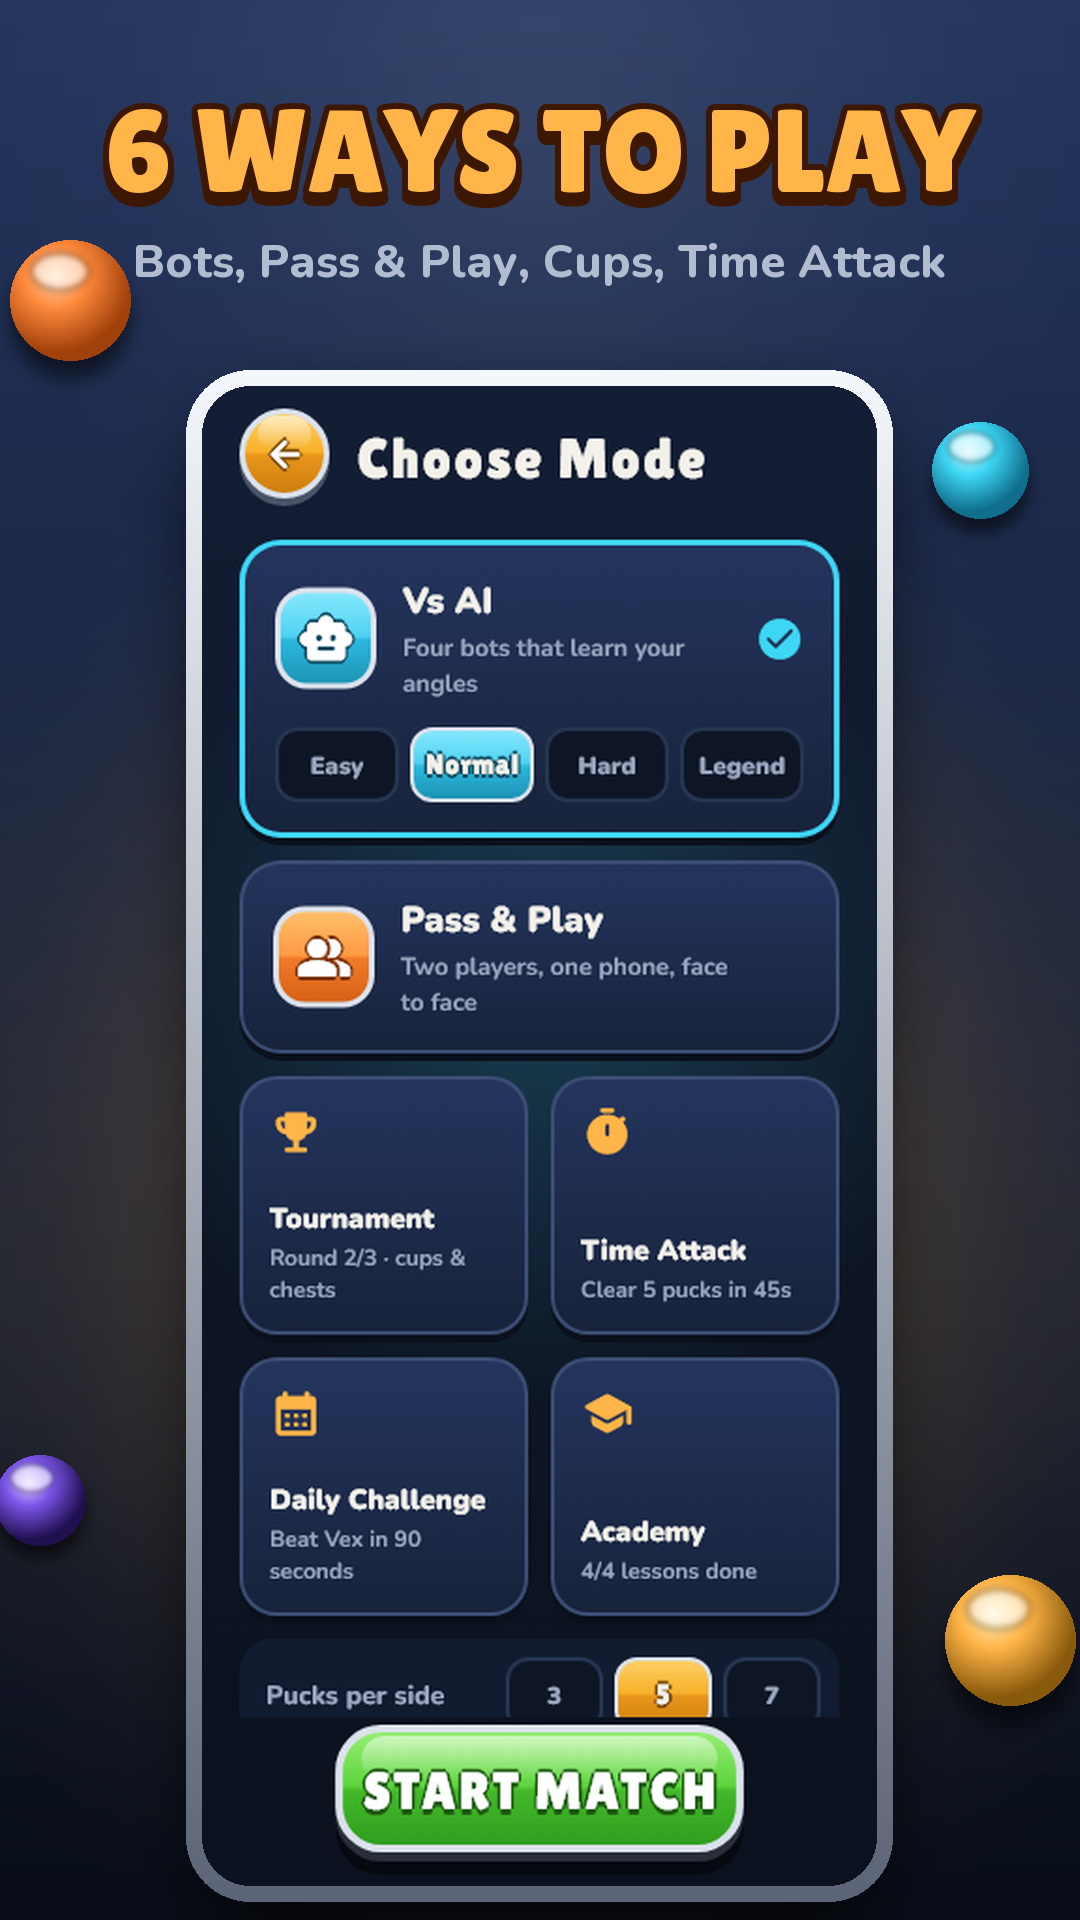 6 WAYS TO PLAY
Bots, Pass & Play, Cups, Time Attack
Choose Mode
Vs AI
Four bots that learn your
angles
Easy
Normal
Hard
Legend
Pass & Play
Two players, one phone, face
to face
Tournament
Round 2/3 · cups &
chests
Time Attack
Clear 5 pucks in 45s
Daily Challenge
Beat Vex in 90
seconds
Academy
4/4 lessons done
Pucks per side
3
5
7
START MATCH